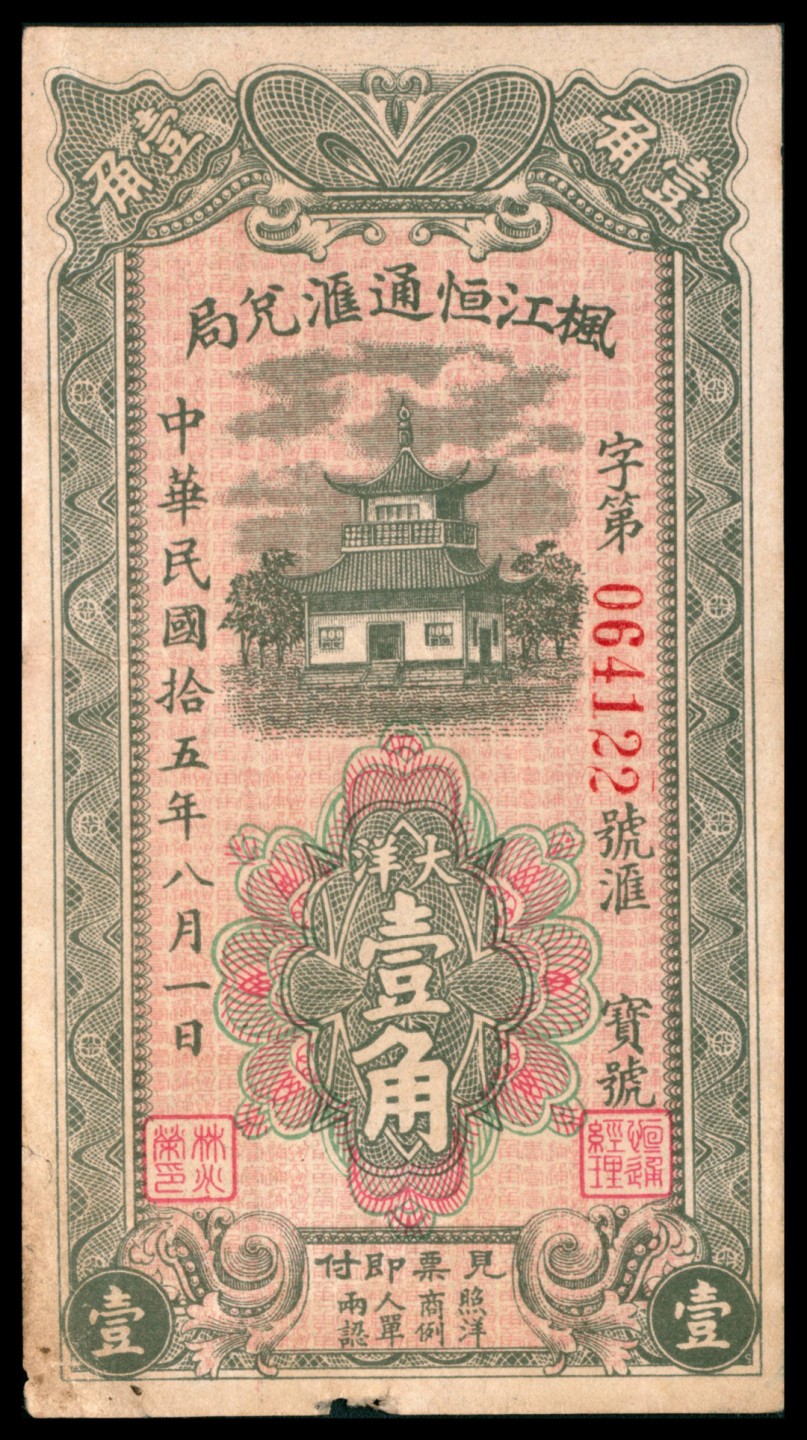 壹角
壹角
楓江恒通滙兌局
字第 0641122 號滙 寶號
大洋
壹角
中華民國拾五年八月一日
恒通經理
見票即付
照洋商例人單兩認
壹
壹